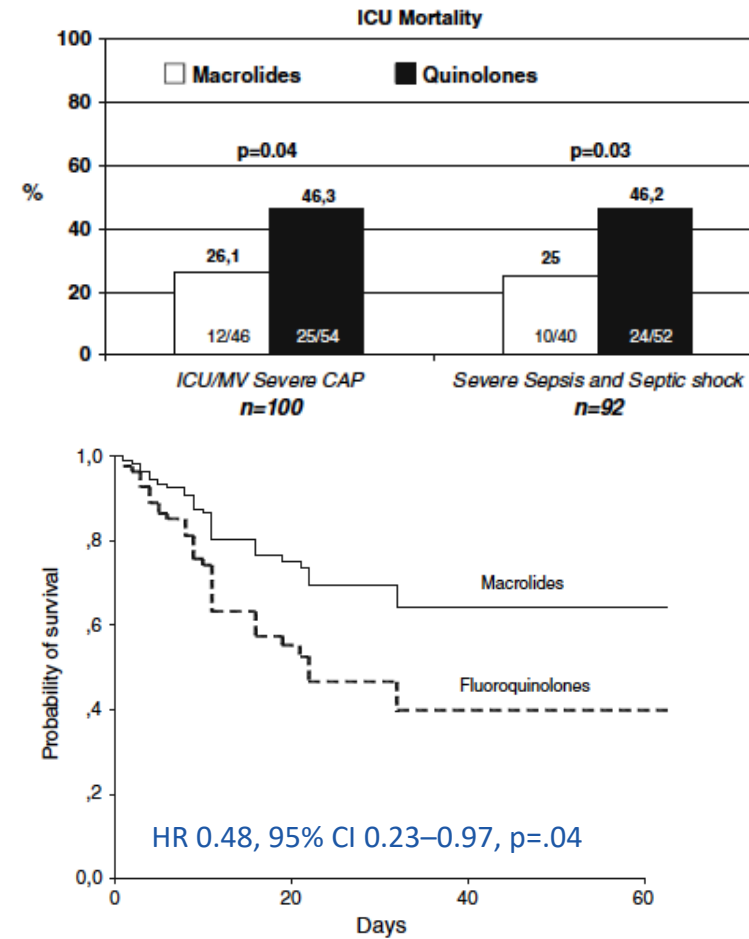 ICU Mortality
100
Macrolides Quinolones
80
p=0.04 p=0.03
60
%
46,3 46,2
40
26,1 25
20
12/46 25/54 10/40 24/52
0
ICU/MV Severe CAP Severe Sepsis and Septic shock
n=100 n=92
1,0
,8
Macrolides
Probability of survival
,6
Fluoroquinolones
,4
,2
HR 0.48, 95% CI 0.23–0.97, p=.04
0,0
0 20 40 60
Days